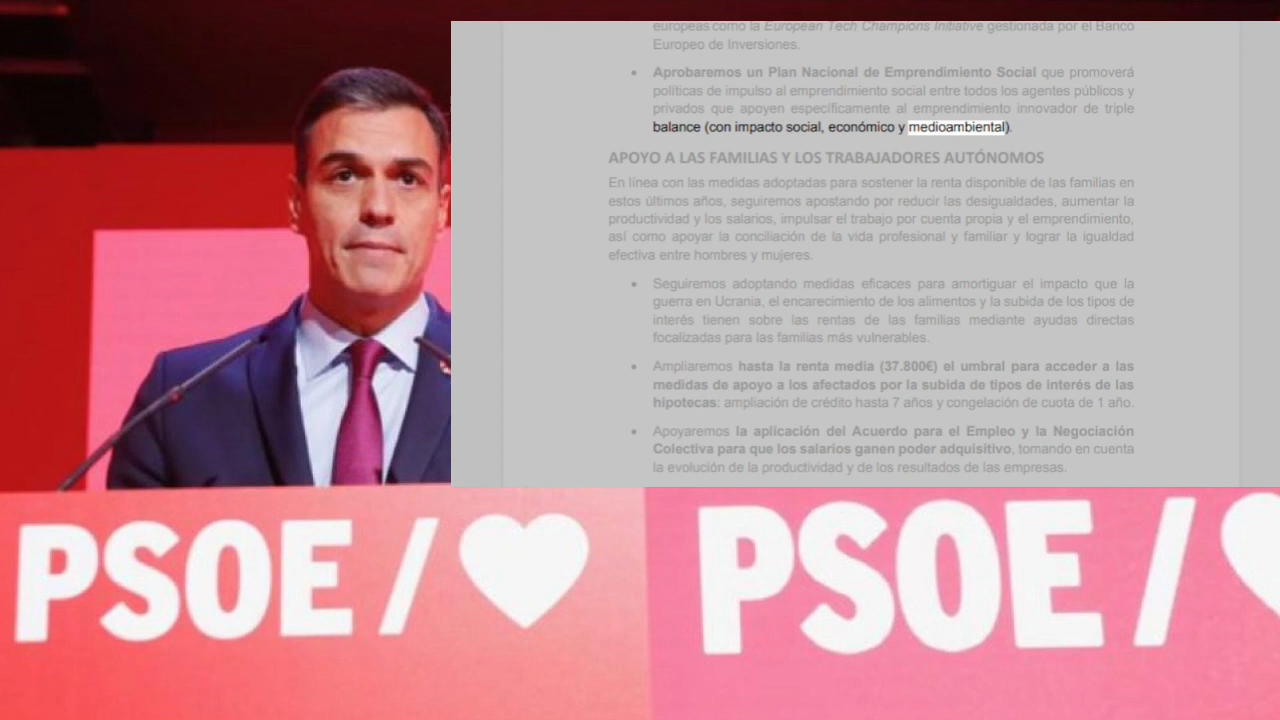 europeas como la European Tech Champions Initiative gestionada por el Banco
Europeo de Inversiones.
• Aprobaremos un Plan Nacional de Emprendimiento Social que promoverá
políticas de impulso al emprendimiento social entre todos los agentes públicos y
privados que apoyen específicamente al emprendimiento innovador de triple
balance (con impacto social, económico y medioambiental).
APOYO A LAS FAMILIAS Y LOS TRABAJADORES AUTÓNOMOS
En línea con las medidas adoptadas para sostener la renta disponible de las familias en
estos últimos años, seguiremos apostando por reducir las desigualdades, aumentar la
productividad y los salarios, impulsar el trabajo por cuenta propia y el emprendimiento,
así como apoyar la conciliación de la vida profesional y familiar y lograr la igualdad
efectiva entre hombres y mujeres.
• Seguiremos adoptando medidas eficaces para amortiguar el impacto que la
guerra en Ucrania, el encarecimiento de los alimentos y la subida de los tipos de
interés tienen sobre las rentas de las familias mediante ayudas directas
focalizadas para las familias más vulnerables.
• Ampliaremos hasta la renta media (37.800€) el umbral para acceder a las
medidas de apoyo a los afectados por la subida de tipos de interés de las
hipotecas: ampliación de crédito hasta 7 años y congelación de cuota de 1 año.
• Apoyaremos la aplicación del Acuerdo para el Empleo y la Negociación
Colectiva para que los salarios ganen poder adquisitivo, tomando en cuenta
la evolución de la productividad y de los resultados de las empresas.
PSOE / PSOE /